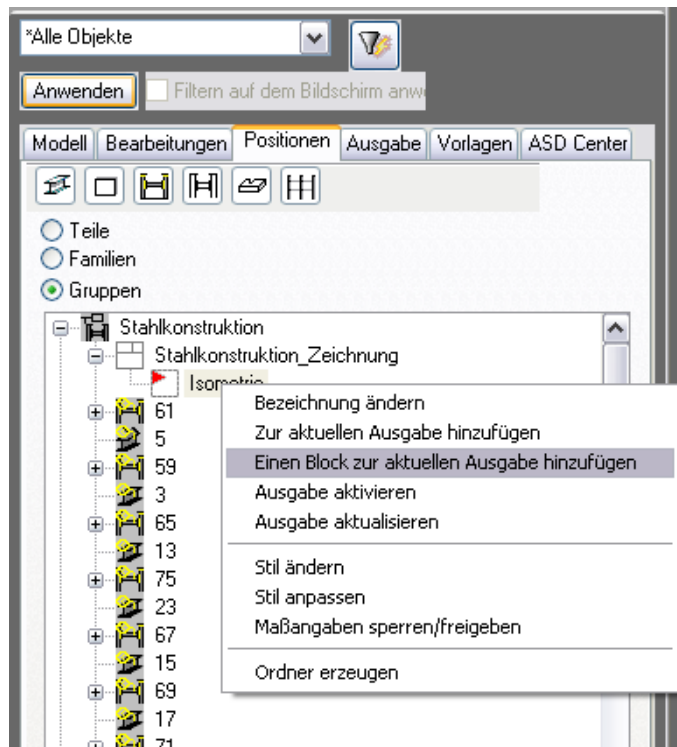 *Alle Objekte
Anwenden Filtern auf dem Bildschirm anw
Modell Bearbeitungen Positionen Ausgabe Vorlagen ASD Center
Teile
Familien
Gruppen
Stahlkonstruktion
Stahlkonstruktion_Zeichnung
Isometrie
61
5
59
3
65
13
75
23
67
15
69
17
71
Bezeichnung ändern
Zur aktuellen Ausgabe hinzufügen
Einen Block zur aktuellen Ausgabe hinzufügen
Ausgabe aktivieren
Ausgabe aktualisieren
Stil ändern
Stil anpassen
Maßangaben sperren/freigeben
Ordner erzeugen